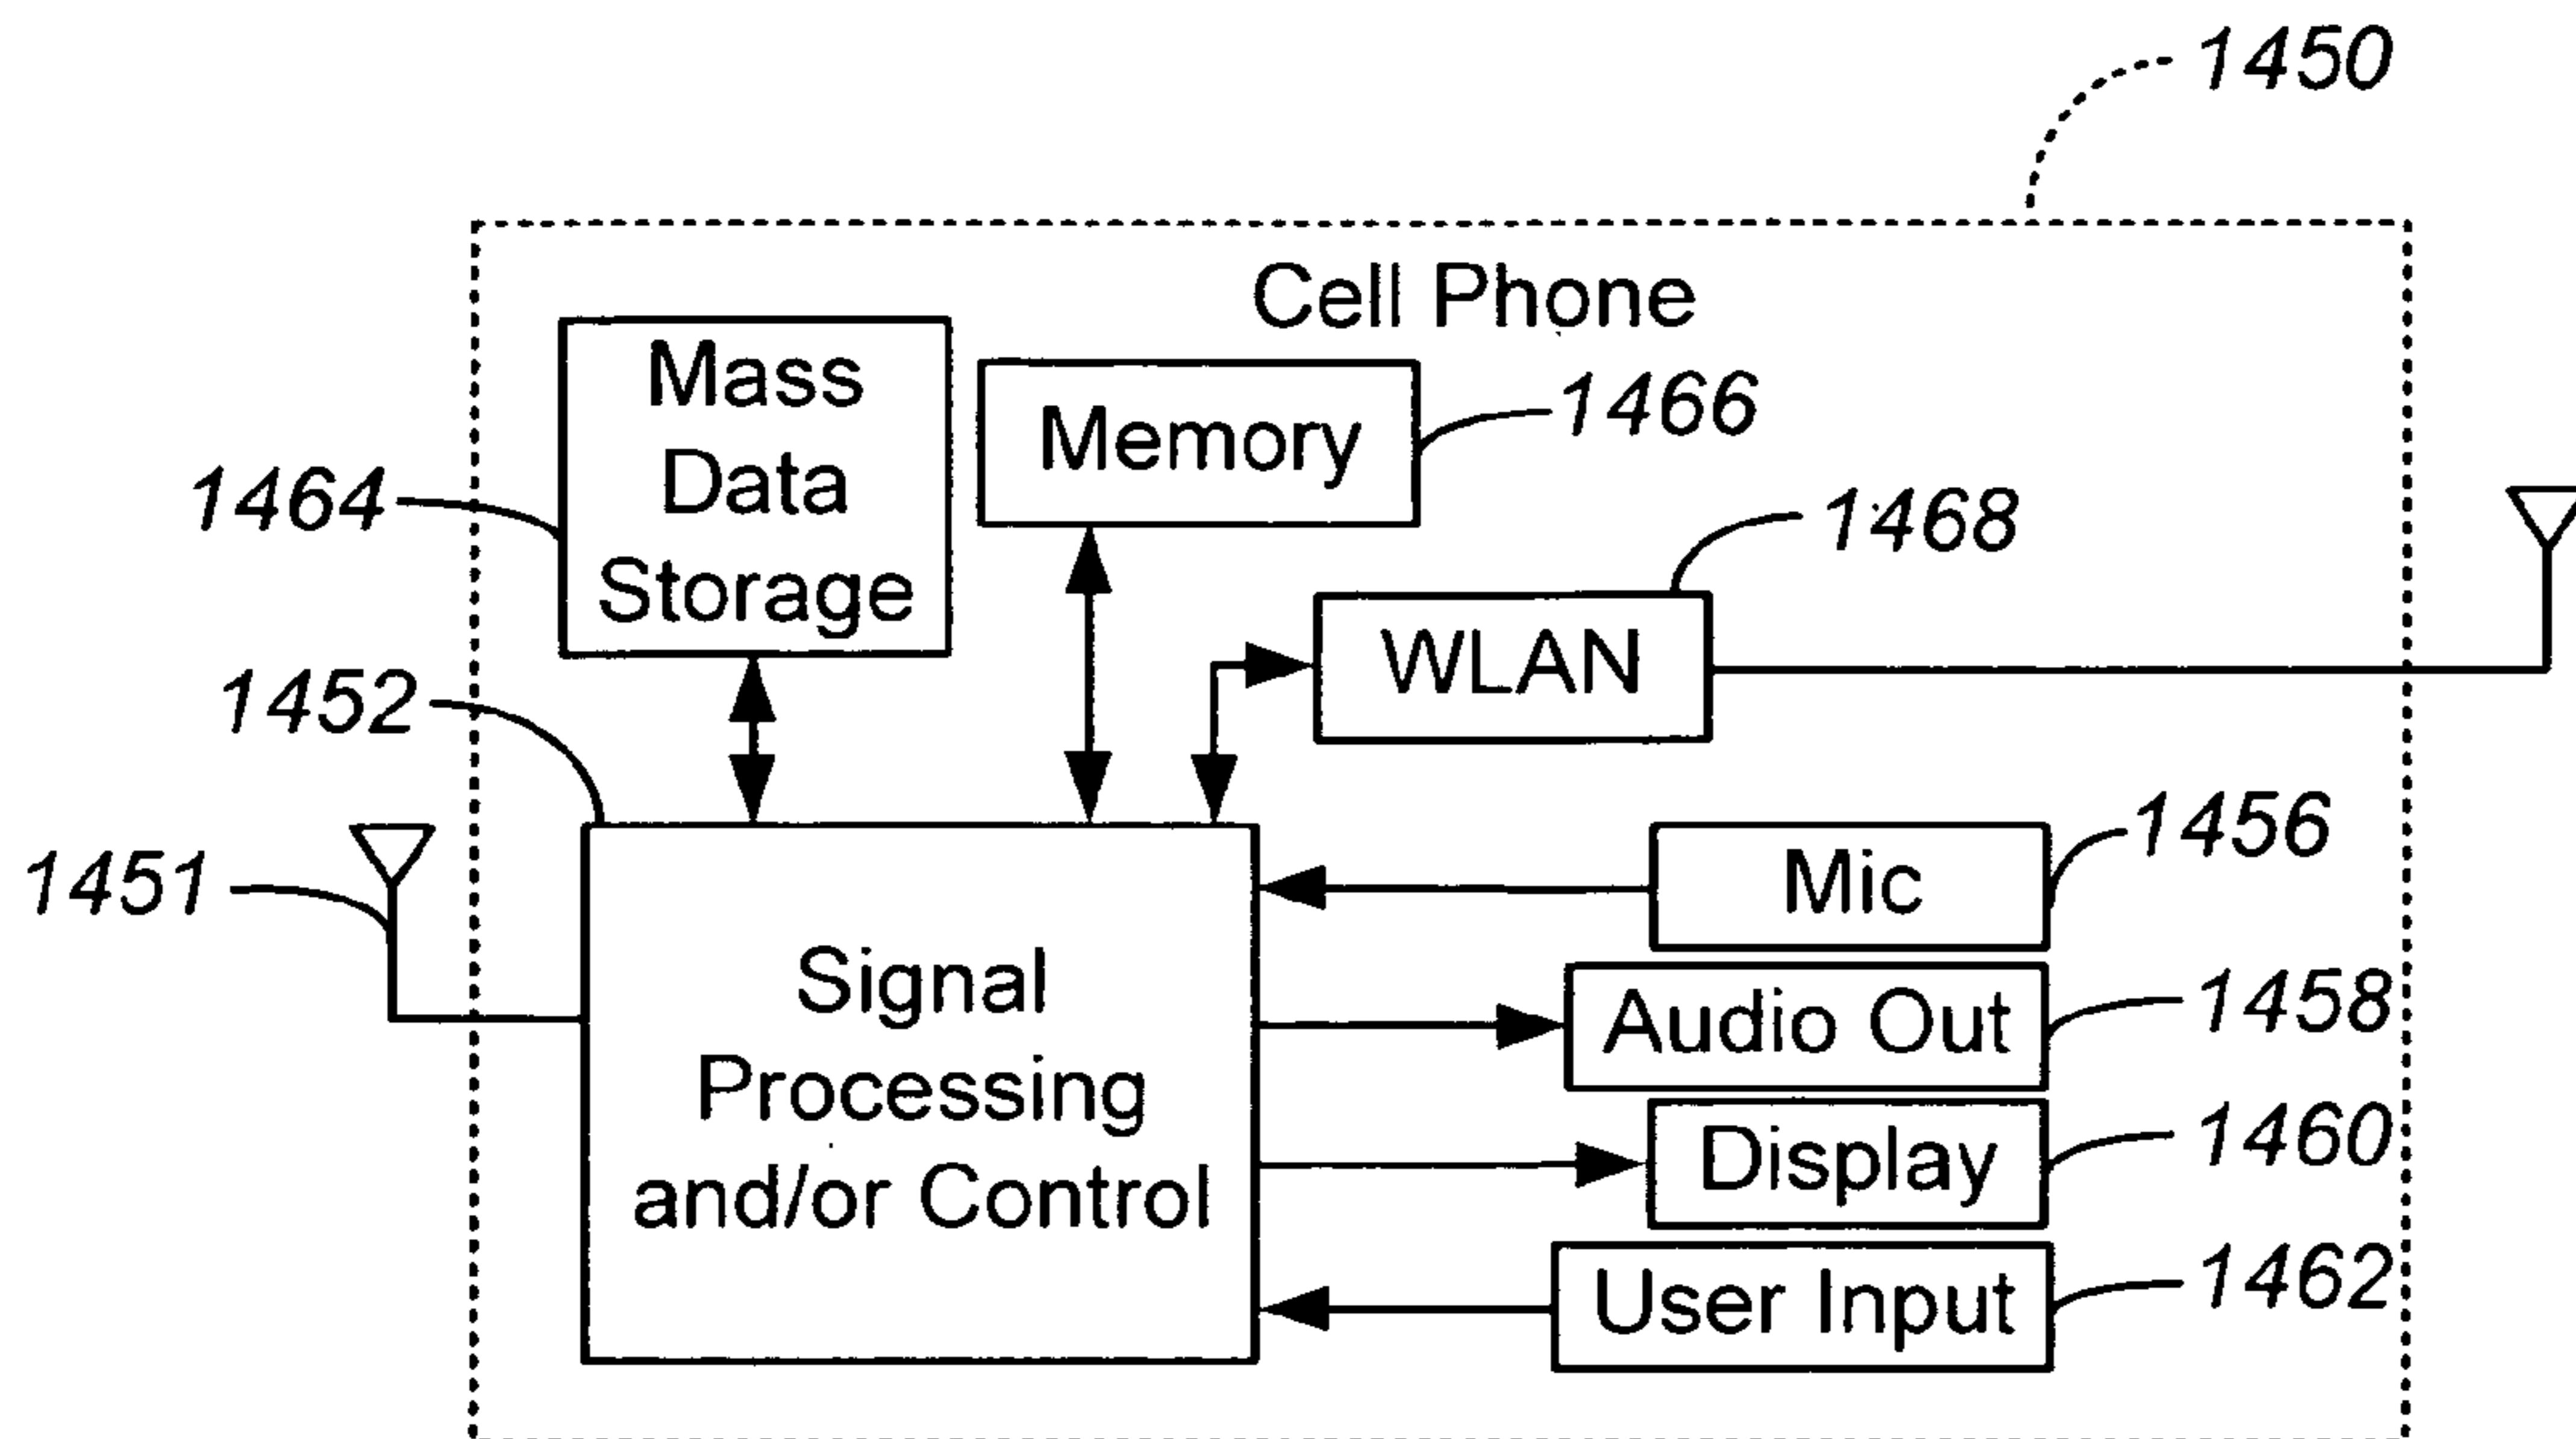 1450
Cell Phone
Mass
Data
Storage
1464
Memory
1466
WLAN
1468
1452
1451
Signal
Processing
and/or Control
Mic
1456
Audio Out
1458
Display
1460
User Input
1462